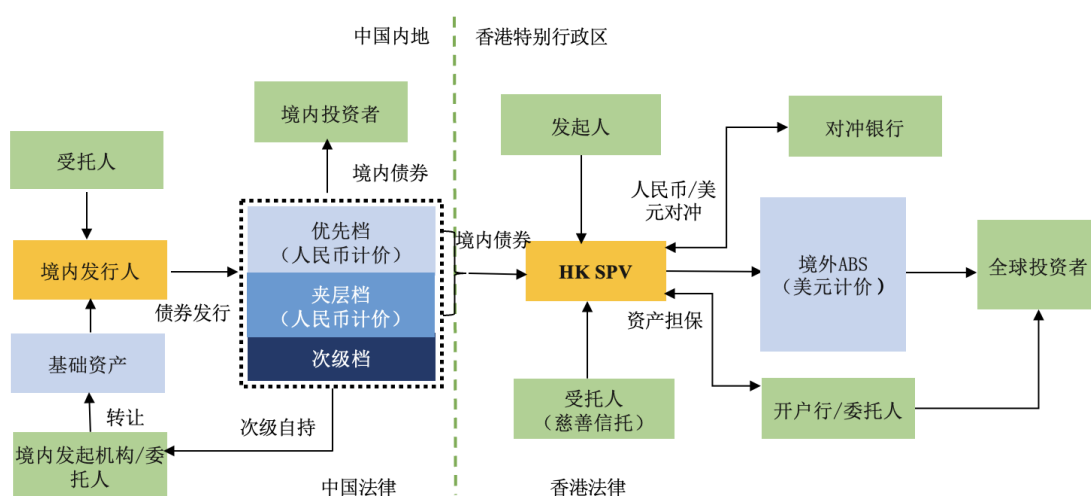 中国内地
香港特别行政区
境内投资者
发起人
对冲银行
受托人
境内债券
人民币/美
元对冲
优先档
（人民币计价）
境内债券
境内发行人
HK SPV
境外ABS
（美元计价）
全球投资者
夹层档
（人民币计价）
债券发行
资产担保
基础资产
次级档
受托人
（慈善信托）
开户行/委托人
转让
次级自持
境内发起机构/委
托人
中国法律
香港法律